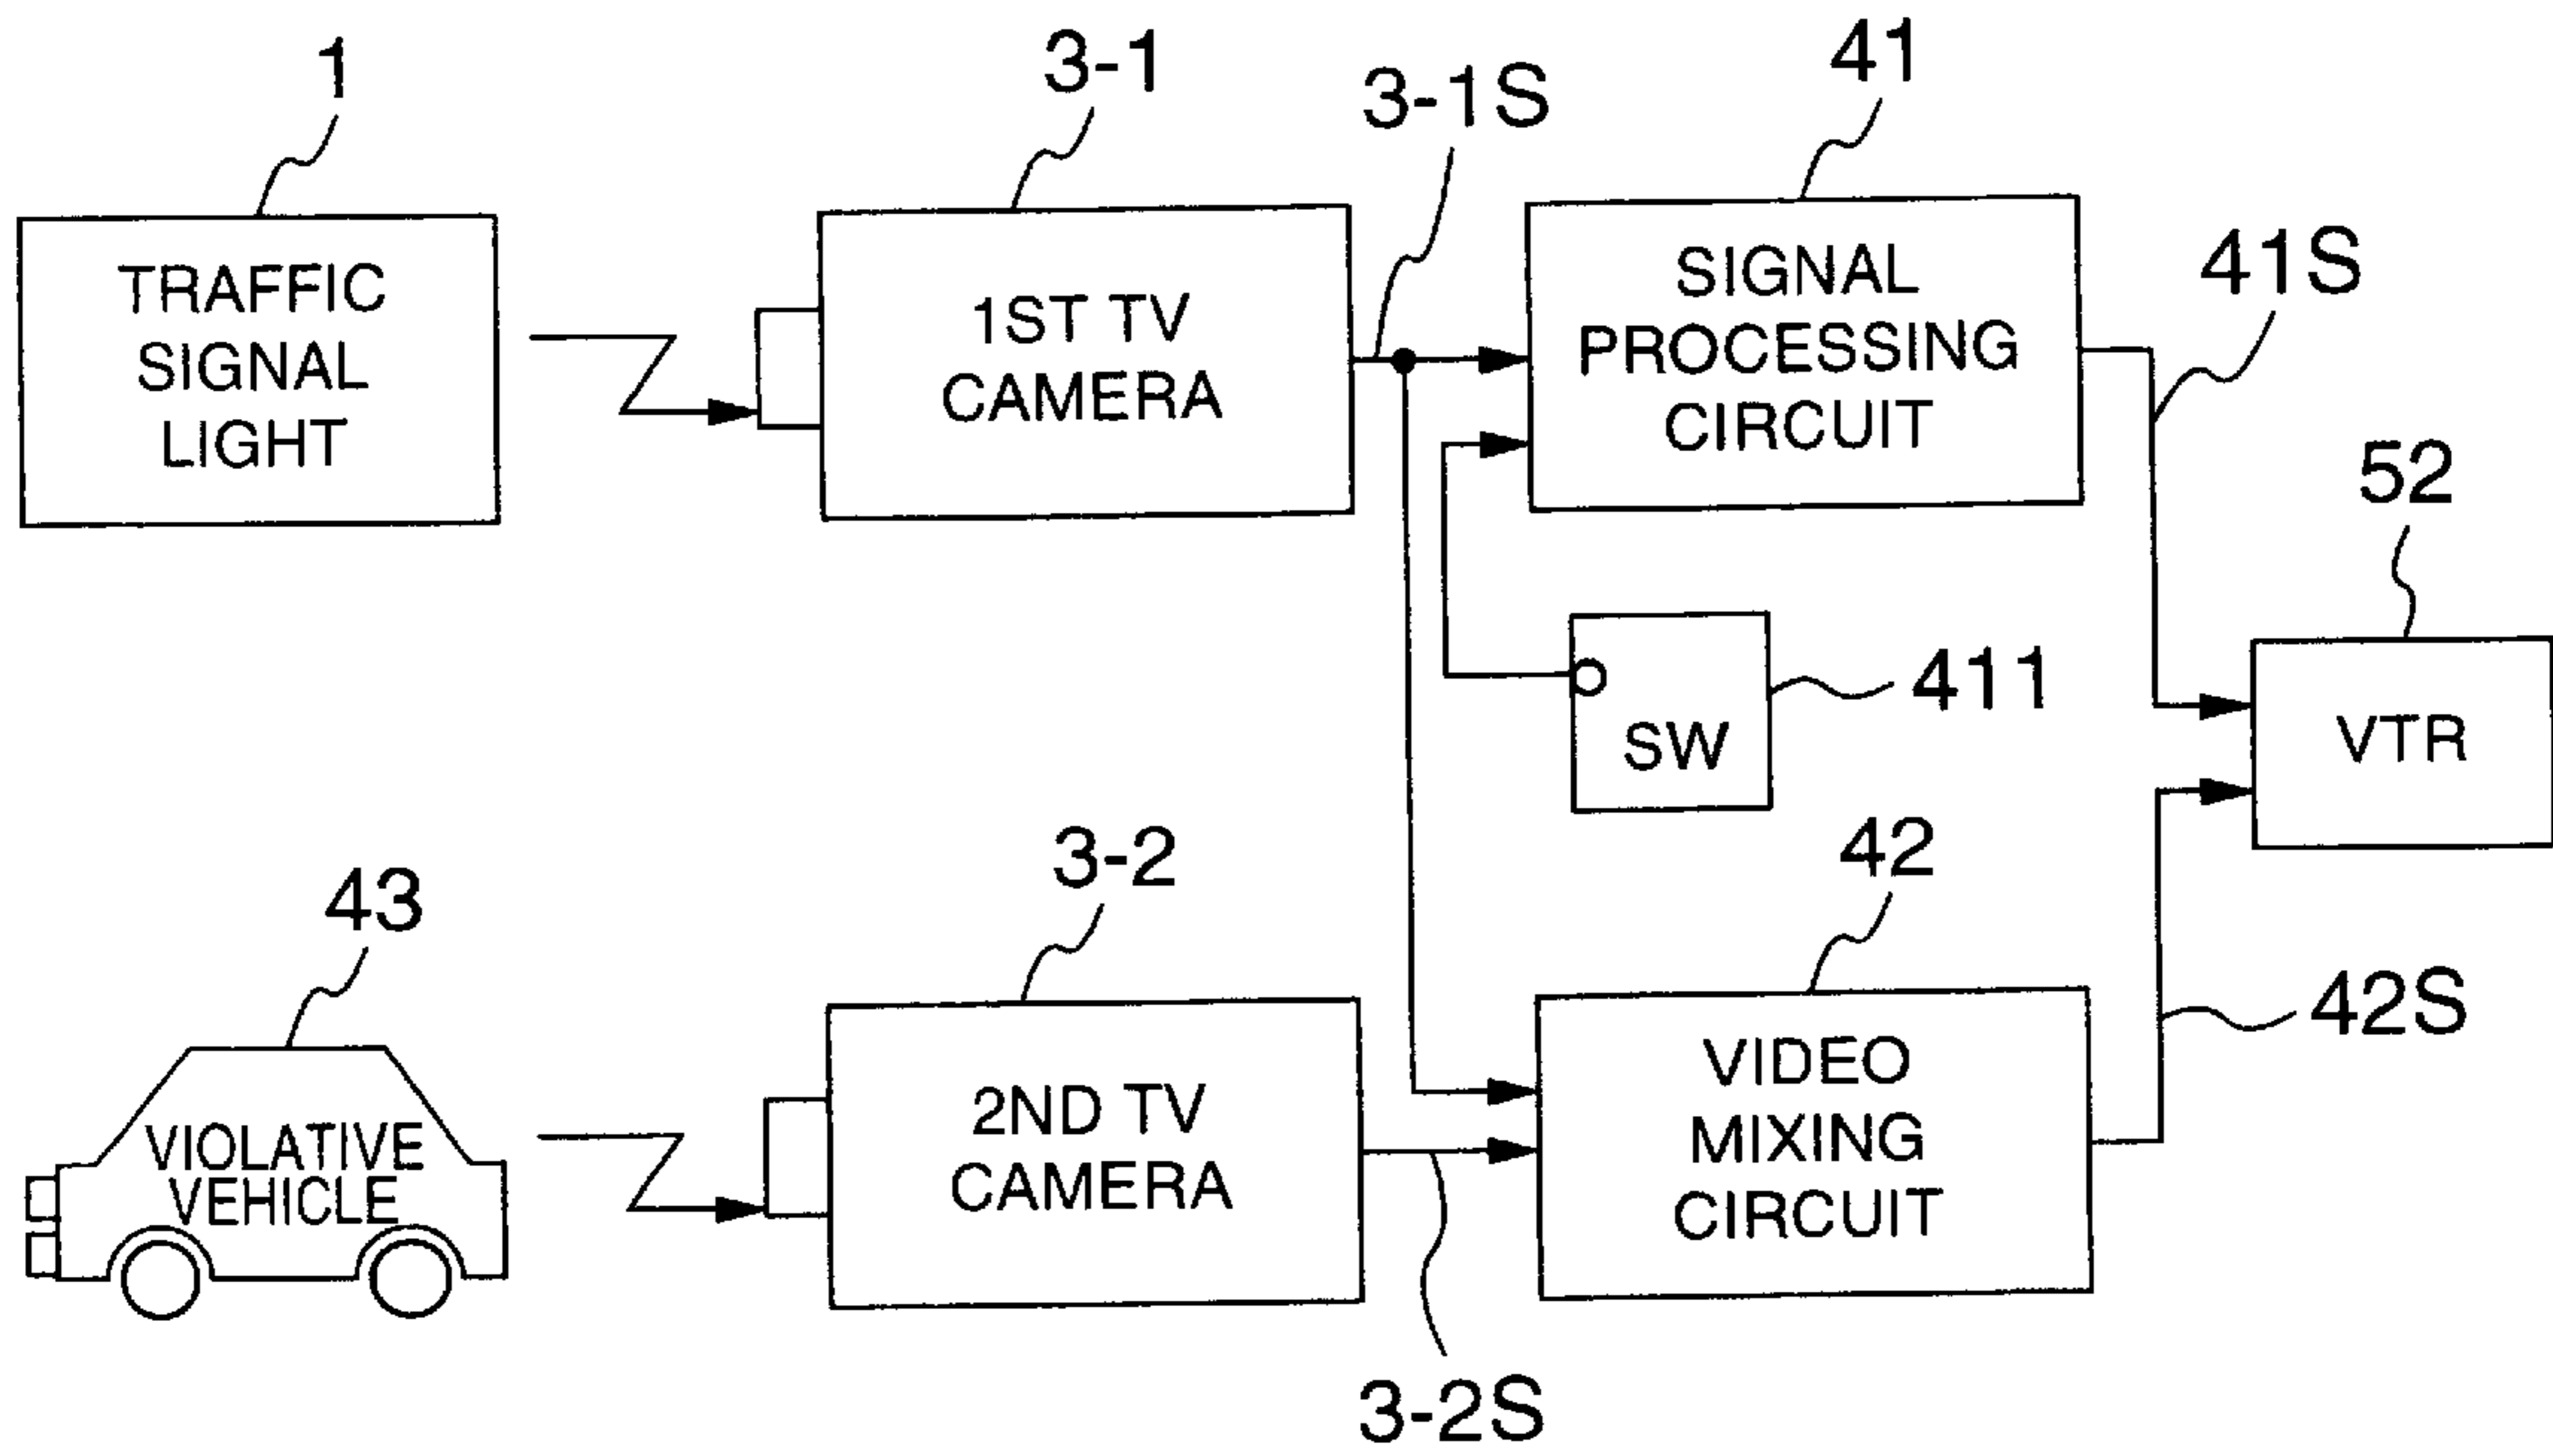 1
3-1
3-1S
41
TRAFFIC
SIGNAL
LIGHT
1ST TV
CAMERA
SIGNAL
PROCESSING
CIRCUIT
41S
52
SW
411
VTR
43
3-2
42
VIOLATIVE
VEHICLE
2ND TV
CAMERA
VIDEO
MIXING
CIRCUIT
42S
3-2S